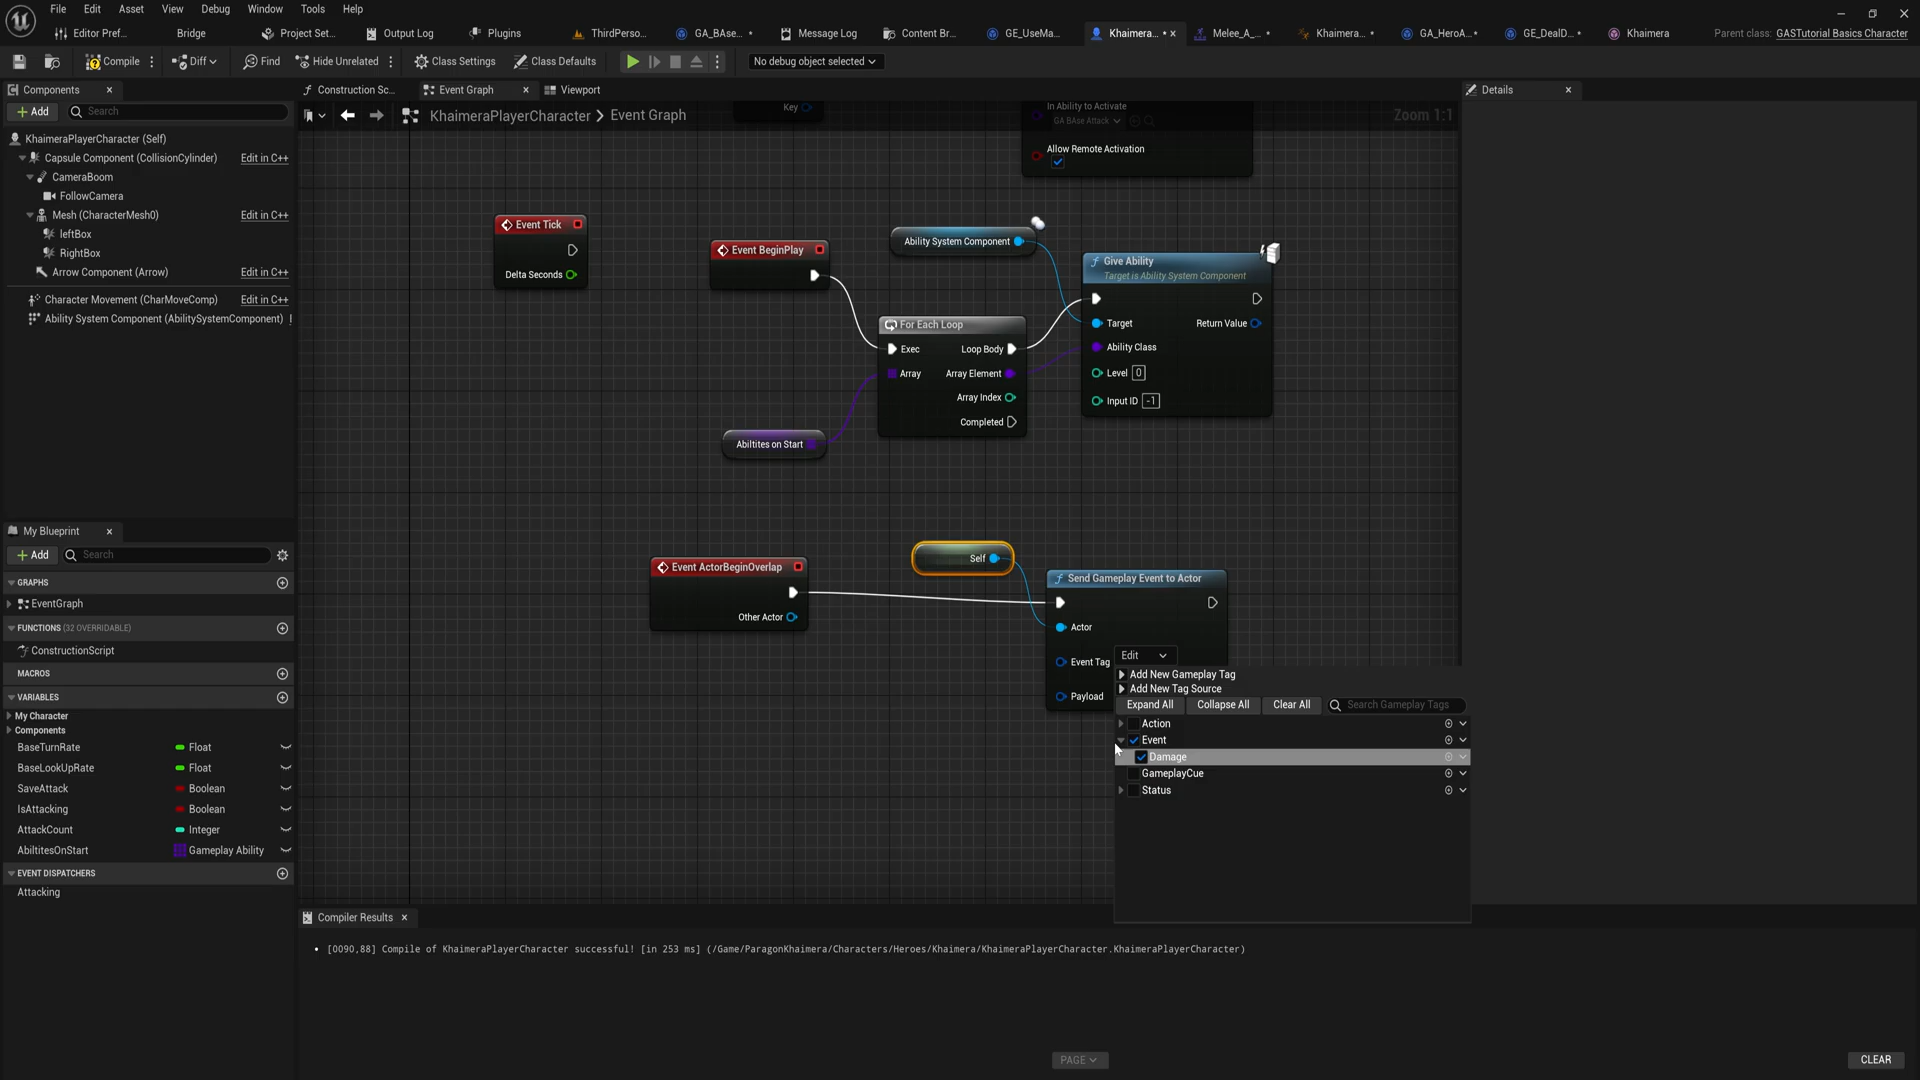 File Edit Asset View Debug Window Tools Help
Editor Pref... Bridge Project Set... Output Log Plugins ThirdPerso... GA_BAse... • Message Log Content Br... GE_UseMa... Khaimera... • Melee_A_... • Khaimera... • GA_HeroA... • GE_DealD... • Khaimera Parent class: GASTutorial Basics Character
Compile Diff Find Hide Unrelated Class Settings Class Defaults No debug object selected
Components Construction Sc... Event Graph Viewport Details
+ Add Search KhaimeraPlayerCharacter > Event Graph Zoom 1:1
KhaimeraPlayerCharacter (Self)
Capsule Component (CollisionCylinder) Edit in C++
CameraBoom
FollowCamera
Mesh (CharacterMesh0) Edit in C++
leftBox
RightBox
Arrow Component (Arrow) Edit in C++
Character Movement (CharMoveComp) Edit in C++
Ability System Component (AbilitySystemComponent)
Key
In Ability to Activate
GA BAse Attack
Allow Remote Activation
Event Tick
Delta Seconds
Event BeginPlay
Ability System Component
Give Ability
Target is Ability System Component
Target Return Value
Ability Class
Level 0
Input ID -1
For Each Loop
Exec Loop Body
Array Array Element
Array Index
Completed
Abiltites on Start
Event ActorBeginOverlap
Other Actor
Self
Send Gameplay Event to Actor
Actor
Event Tag
Payload
Edit
Add New Gameplay Tag
Add New Tag Source
Expand All Collapse All Clear All Search Gameplay Tags
Action
Event
Damage
GameplayCue
Status
My Blueprint
+ Add Search
GRAPHS
EventGraph
FUNCTIONS (32 OVERRIDABLE)
ConstructionScript
MACROS
VARIABLES
My Character
Components
BaseTurnRate Float
BaseLookUpRate Float
SaveAttack Boolean
IsAttacking Boolean
AttackCount Integer
AbiltitesOnStart Gameplay Ability
EVENT DISPATCHERS
Attacking
Compiler Results
• [0090,88] Compile of KhaimeraPlayerCharacter successful! [in 253 ms] (/Game/ParagonKhaimera/Characters/Heroes/Khaimera/KhaimeraPlayerCharacter.KhaimeraPlayerCharacter)
PAGE CLEAR